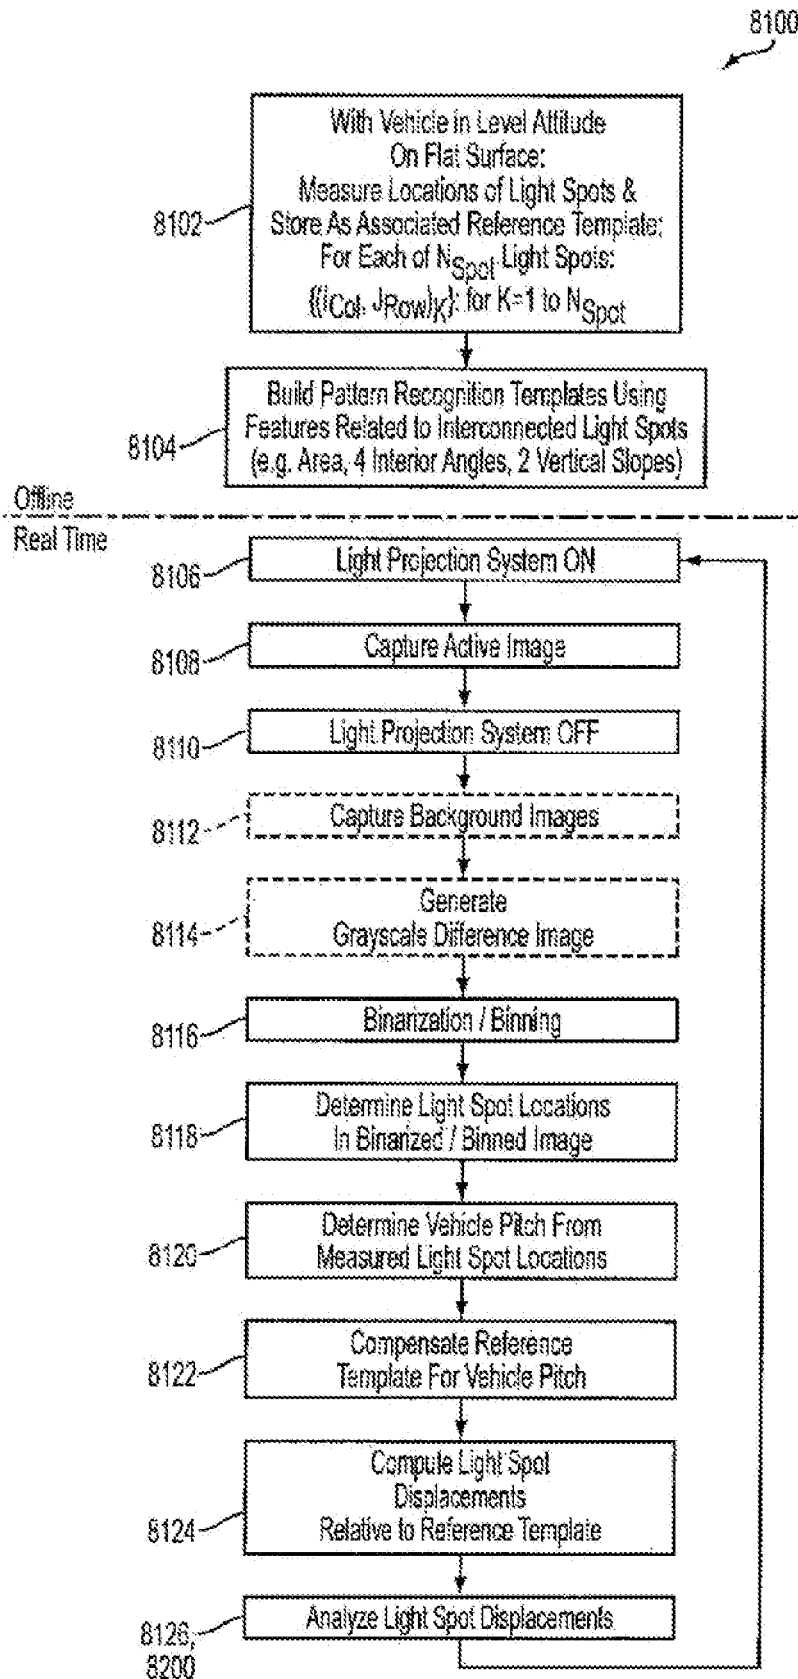 8100
With Vehicle in Level Attitude
On Flat Surface:
Measure Locations of Light Spots &
Store As Associated Reference Template;
For Each of NSpot Light Spots:
{(ICol, JRow)K}: for K=1 to NSpot
8102
Build Pattern Recognition Templates Using
Features Related to Interconnected Light Spots
(e.g. Area, 4 Interior Angles, 2 Vertical Slopes)
8104
Offline
Real Time
8106
Light Projection System ON
8108
Capture Active Image
8110
Light Projection System OFF
8112
Capture Background Images
8114
Generate
Grayscale Difference Image
8116
Binarization / Binning
8118
Determine Light Spot Locations
In Binarized / Binned Image
8120
Determine Vehicle Pitch From
Measured Light Spot Locations
8122
Compensate Reference
Template For Vehicle Pitch
8124
Compute Light Spot
Displacements
Relative to Reference Template
8126,
8200
Analyze Light Spot Displacements